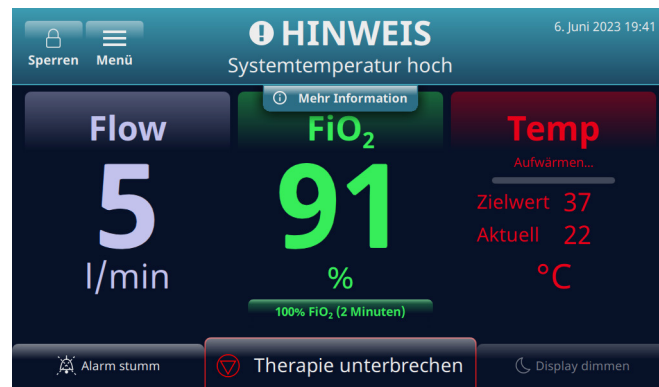 Sperren
Menü
HINWEIS
Systemtemperatur hoch
6. Juni 2023 19:41
Mehr Information
Flow
5
l/min
FiO₂
91
%
100% FiO₂ (2 Minuten)
Temp
Aufwärmen...
Zielwert 37
Aktuell 22
°C
Alarm stumm
Therapie unterbrechen
Display dimmen